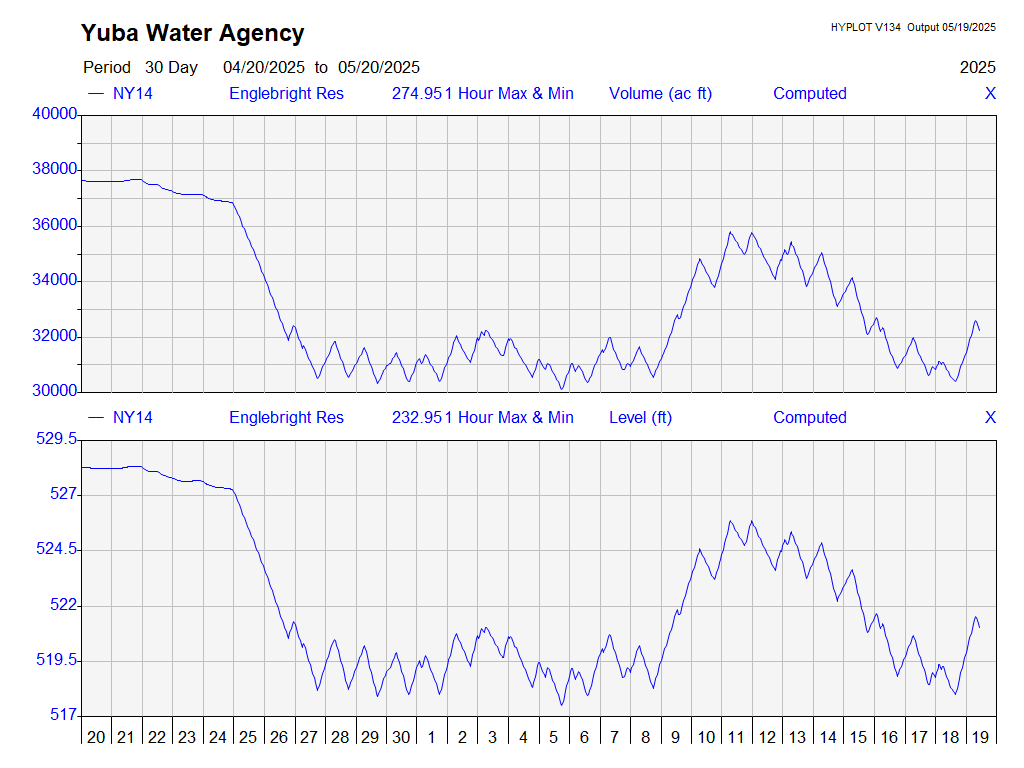 Yuba Water Agency
HYPLOT V134 Output 05/19/2025
Period 30 Day 04/20/2025 to 05/20/2025 2025
NY14 Englebright Res 274.951 Hour Max & Min Volume (ac ft) Computed X
40000
38000
36000
34000
32000
30000
NY14 Englebright Res 232.951 Hour Max & Min Level (ft) Computed X
529.5
527
524.5
522
519.5
517
20 21 22 23 24 25 26 27 28 29 30 1 2 3 4 5 6 7 8 9 10 11 12 13 14 15 16 17 18 19